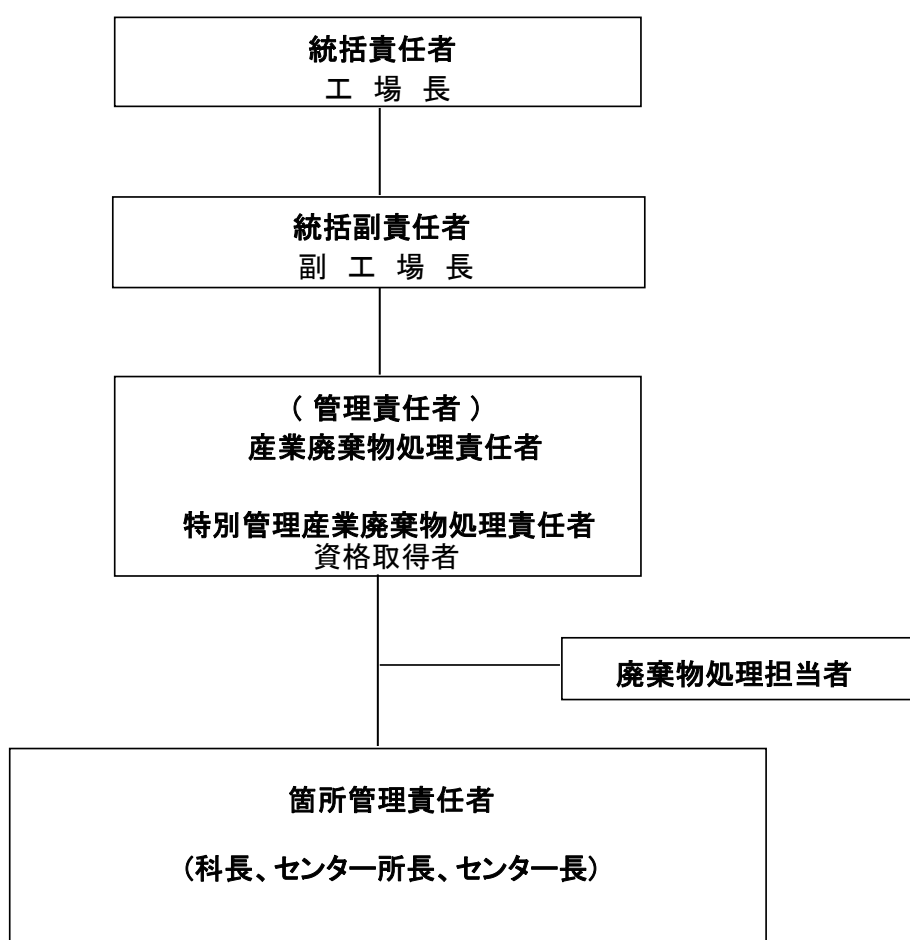 統括責任者
工 場 長
統括副責任者
副 工 場 長
（ 管理責任者 ）
産業廃棄物処理責任者
特別管理産業廃棄物処理責任者
資格取得者
廃棄物処理担当者
箇所管理責任者
（科長、センター所長、センター長）